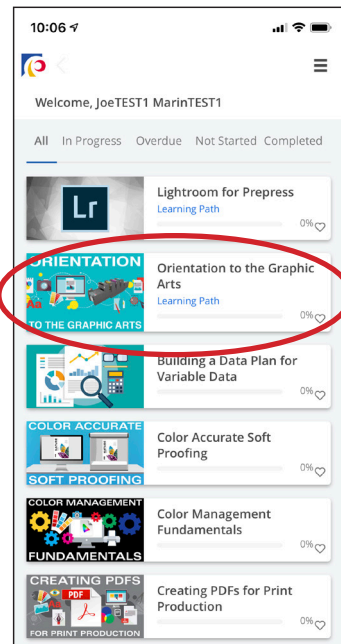 10:06
Welcome, JoeTEST1 MarinTEST1
All In Progress Overdue Not Started Completed
Lr
Lightroom for Prepress
Learning Path
0%
ORIENTATION
TO THE GRAPHIC ARTS
Orientation to the Graphic
Arts
Learning Path
0%
Building a Data Plan for
Variable Data
0%
COLOR ACCURATE
SOFT PROOFING
Color Accurate Soft
Proofing
0%
COLOR MANAGEMENT
FUNDAMENTALS
Color Management
Fundamentals
0%
CREATING PDFS
PDF
FOR PRINT PRODUCTION
Creating PDFs for Print
Production
0%